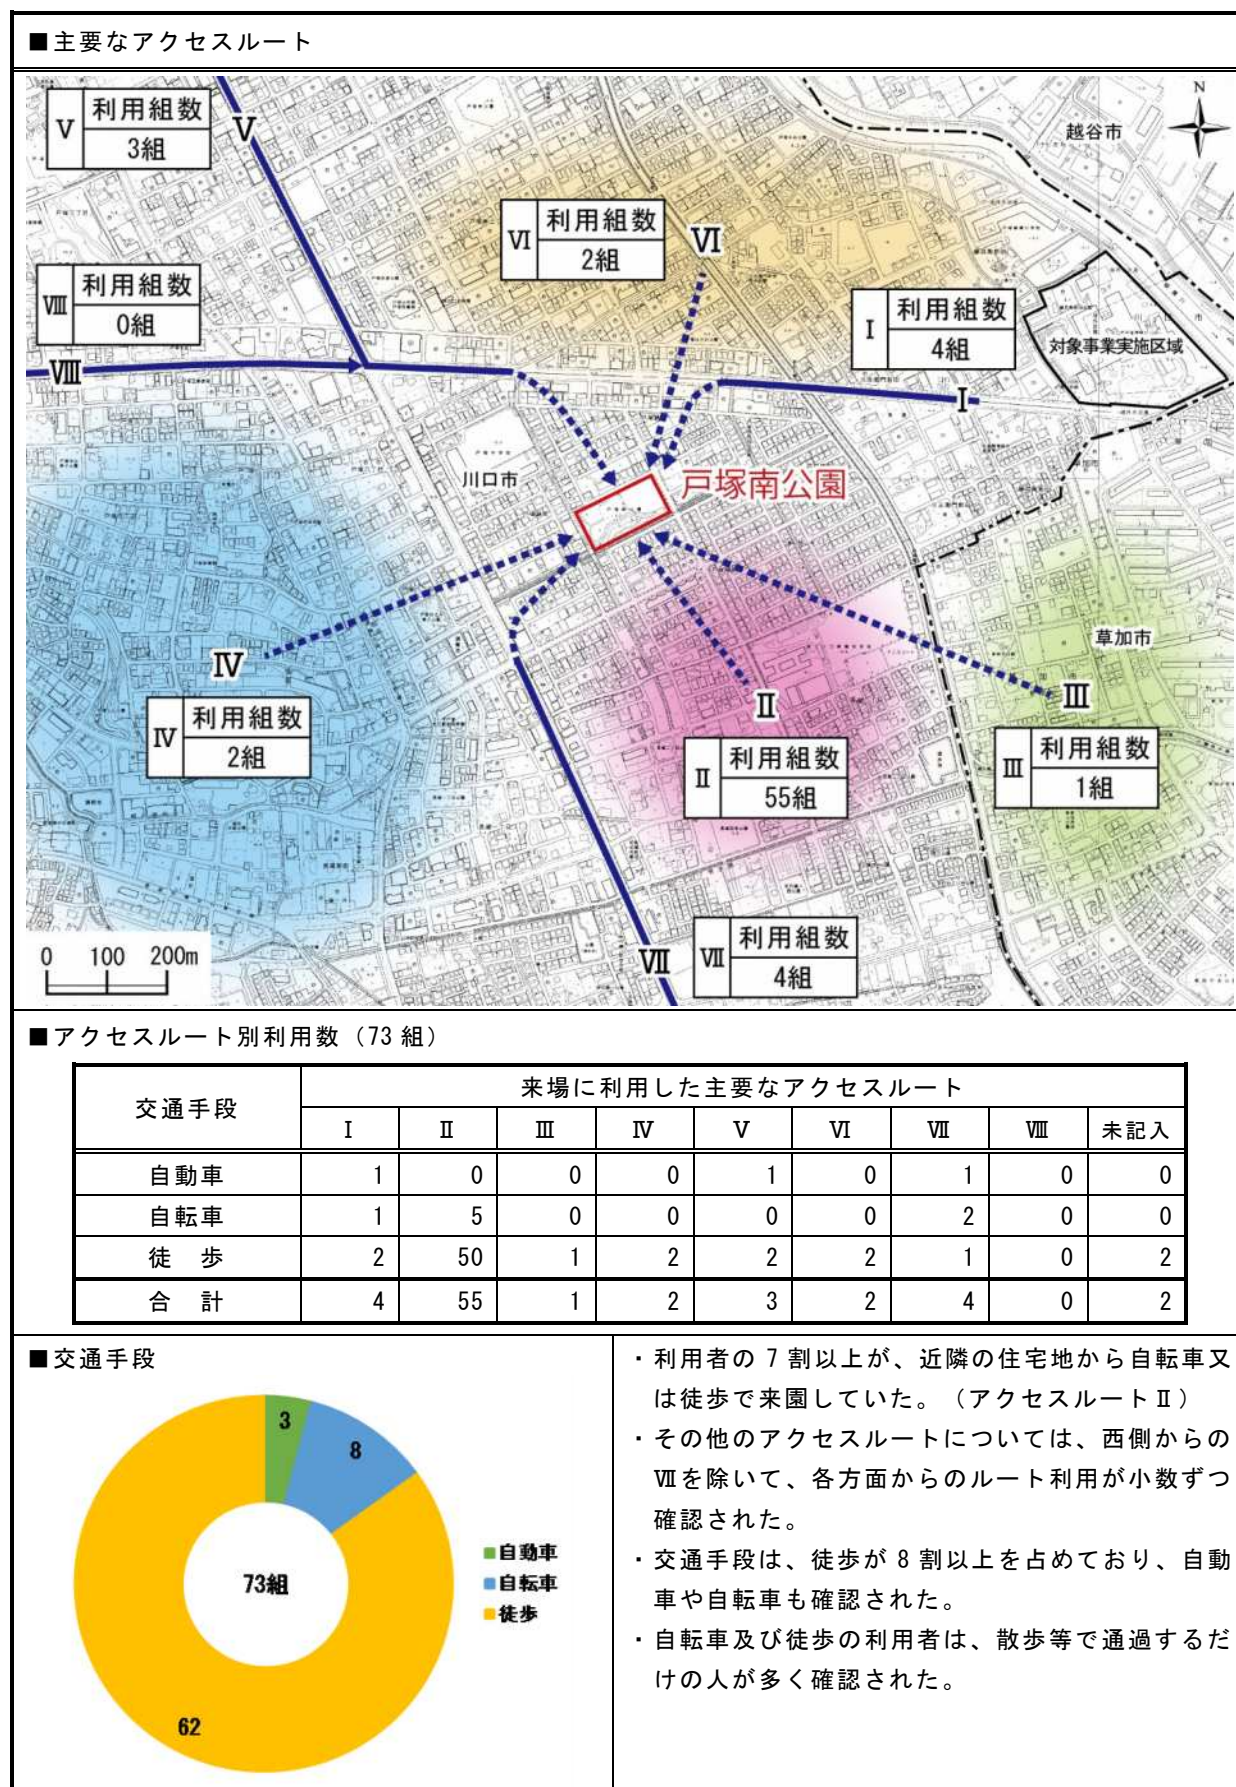 ■主要なアクセスルート
N
越谷市
Ⅴ
利用組数
3組
Ⅴ
Ⅵ
利用組数
2組
Ⅵ
Ⅷ
利用組数
0組
Ⅷ
Ⅰ
利用組数
4組
対象事業実施区域
Ⅰ
川口市
戸塚南公園
草加市
Ⅳ
Ⅳ
利用組数
2組
Ⅱ
Ⅱ
利用組数
55組
Ⅲ
Ⅲ
利用組数
1組
Ⅶ
Ⅶ
利用組数
4組
0 100 200m
■アクセスルート別利用数（73組）
交通手段 来場に利用した主要なアクセスルート
Ⅰ Ⅱ Ⅲ Ⅳ Ⅴ Ⅵ Ⅶ Ⅷ 未記入
自動車 1 0 0 0 1 0 1 0 0
自転車 1 5 0 0 0 0 2 0 0
徒　歩 2 50 1 2 2 2 1 0 2
合　計 4 55 1 2 3 2 4 0 2
■交通手段
3
8
73組
62
■自動車
■自転車
■徒歩
・利用者の7割以上が、近隣の住宅地から自転車又
は徒歩で来園していた。（アクセスルートⅡ）
・その他のアクセスルートについては、西側からの
Ⅶを除いて、各方面からのルート利用が小数ずつ
確認された。
・交通手段は、徒歩が8割以上を占めており、自動
車や自転車も確認された。
・自転車及び徒歩の利用者は、散歩等で通過するだ
けの人が多く確認された。